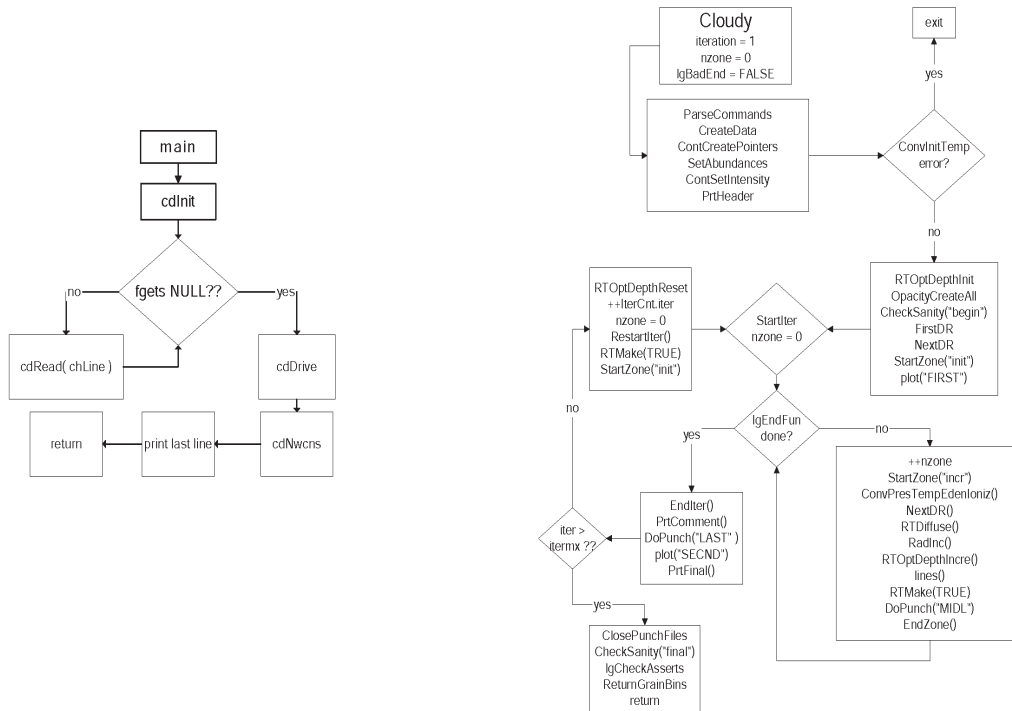 main
cdInit
fgets NULL??
no
yes
cdRead( chLine )
cdDrive
return
print last line
cdNwcns
Cloudy
iteration = 1
nzone = 0
lgBadEnd = FALSE
exit
yes
ParseCommands
CreateData
ContCreatePointers
SetAbundances
ContSetIntensity
PrtHeader
ConvInitTemp
error?
no
RTOptDepthInit
OpacityCreateAll
CheckSanity("begin")
FirstDR
NextDR
StartZone("init")
plot("FIRST")
StartIter
nzone = 0
RTOptDepthReset
++IterCnt.iter
nzone = 0
RestartIter()
RTMake(TRUE)
StartZone("init')
no
lgEndFun
done?
yes
no
++nzone
StartZone("incr")
ConvPresTempEdenIoniz()
NextDR()
RTDiffuse()
RadInc()
RTOptDepthIncre()
lines()
RTMake(TRUE)
DoPunch("MIDL")
EndZone()
EndIter()
PrtComment()
DoPunch("LAST" )
plot("SECND")
PrtFinal()
iter >
itermx ??
yes
ClosePunchFiles
CheckSanity("final")
lgCheckAsserts
ReturnGrainBins
return